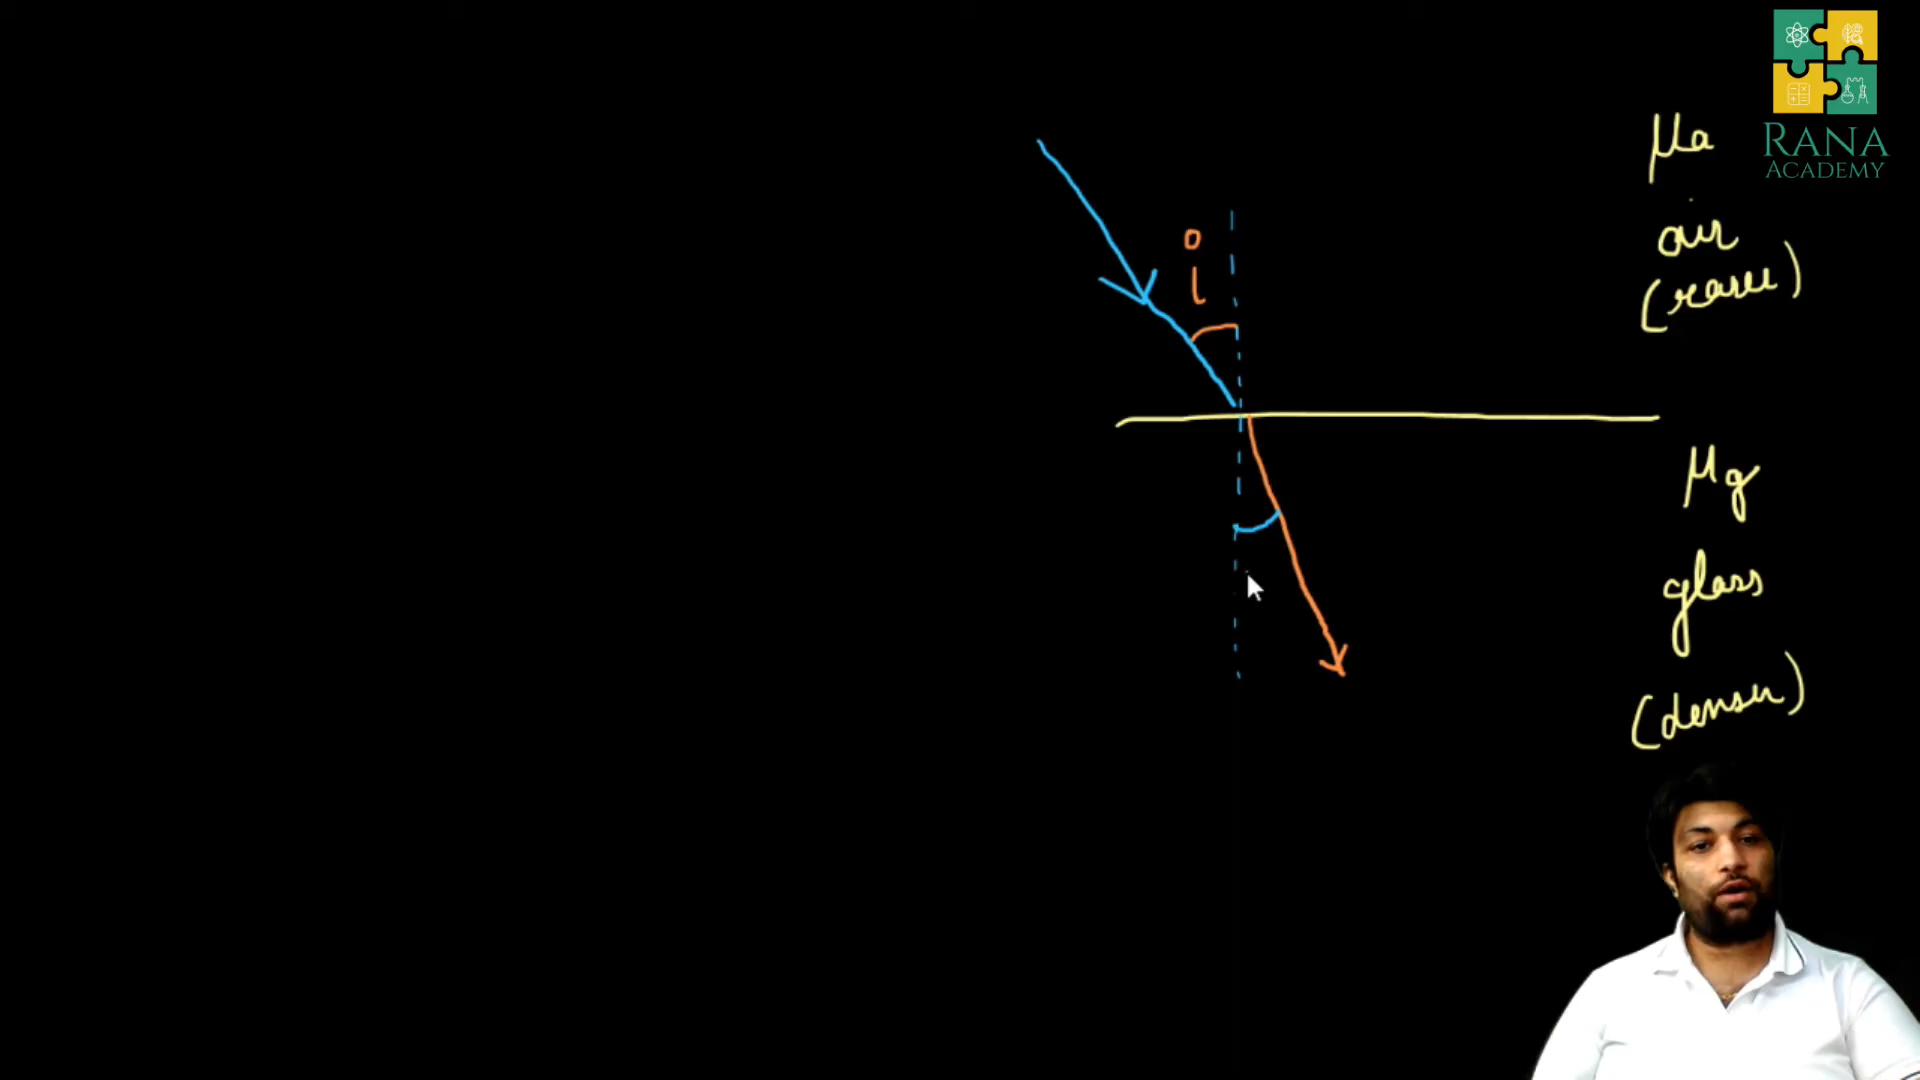 μa
RANA
ACADEMY
air
(rarer)
i
μg
glass
(denser)